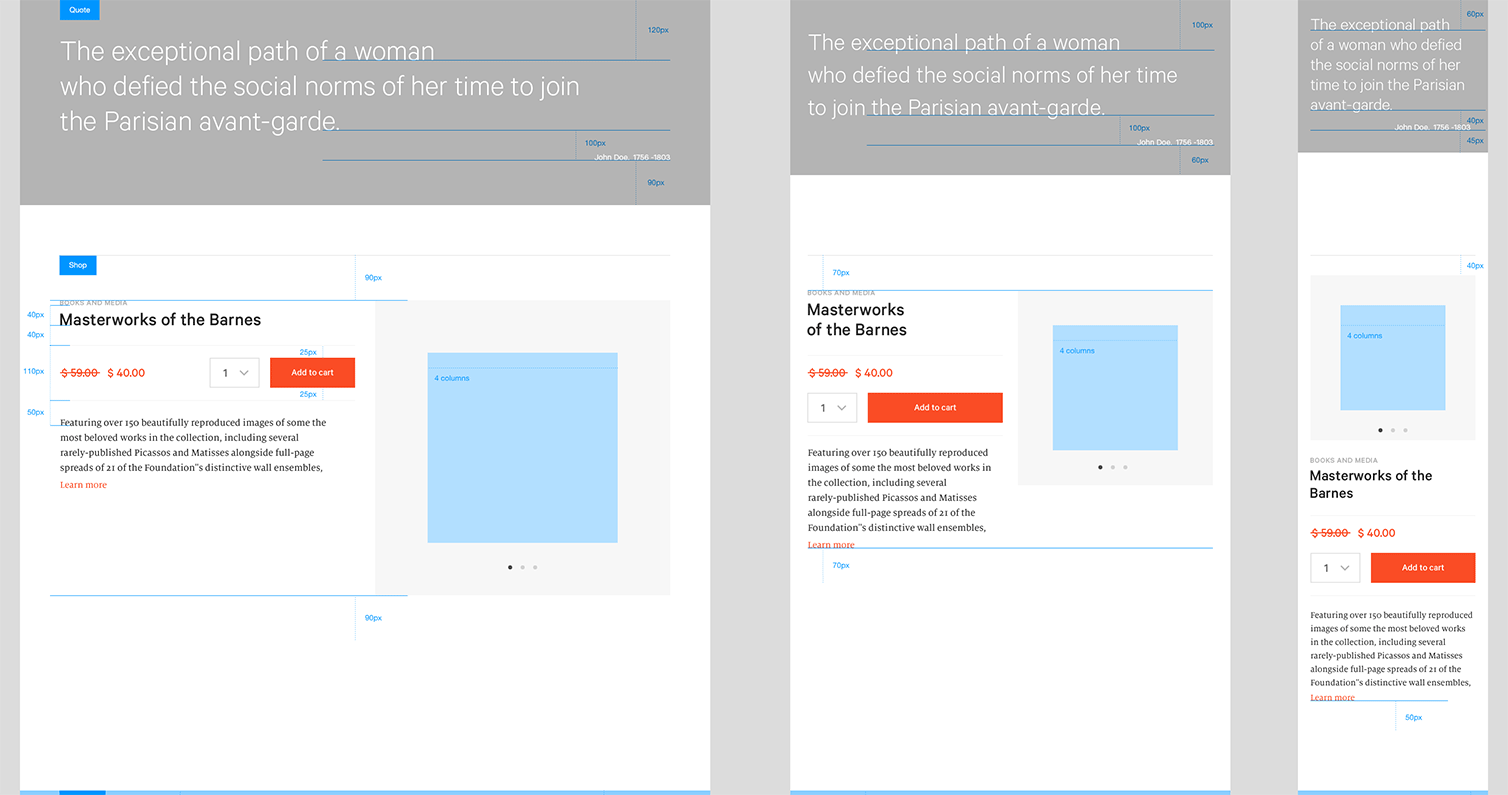 Quote
120px
The exceptional path of a woman
who defied the social norms of her time to join
the Parisian avant-garde.
100px
John Doe. 1756 -1803
90px
Shop
90px
BOOKS AND MEDIA
40px
Masterworks of the Barnes
40px
25px
110px
$ 59.00 $ 40.00
1
Add to cart
25px
50px
Featuring over 150 beautifully reproduced images of some the
most beloved works in the collection, including several
rarely-published Picassos and Matisses alongside full-page
spreads of 21 of the Foundation"s distinctive wall ensembles,
Learn more
4 columns
90px
100px
The exceptional path of a woman
who defied the social norms of her time
to join the Parisian avant-garde.
100px
John Doe. 1756 -1803
60px
70px
BOOKS AND MEDIA
Masterworks
of the Barnes
$ 59.00 $ 40.00
1
Add to cart
Featuring over 150 beautifully reproduced
images of some the most beloved works in
the collection, including several
rarely-published Picassos and Matisses
alongside full-page spreads of 21 of the
Foundation"s distinctive wall ensembles,
Learn more
4 columns
70px
60px
The exceptional path
of a woman who defied
the social norms of her
time to join the Parisian
avant-garde.
40px
John Doe. 1756 -1803
45px
40px
4 columns
BOOKS AND MEDIA
Masterworks of the
Barnes
$ 59.00 $ 40.00
1
Add to cart
Featuring over 150 beautifully reproduced
images of some the most beloved works
in the collection, including several
rarely-published Picassos and Matisses
alongside full-page spreads of 21 of the
Foundation"s distinctive wall ensembles,
Learn more
50px